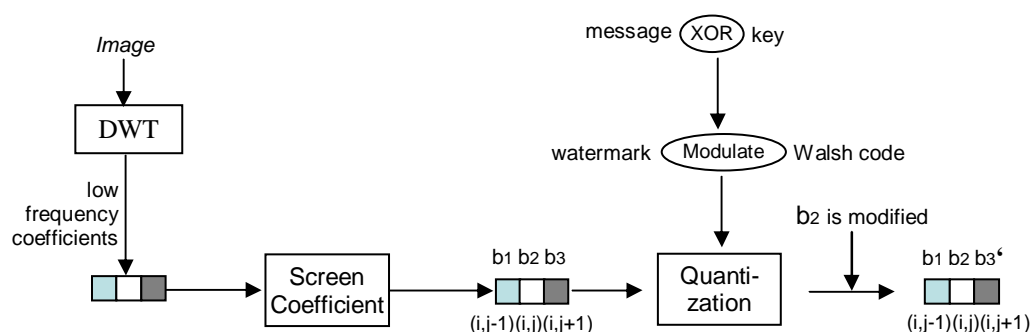 Image
DWT
low
frequency
coefficients
message XOR key
watermark Modulate Walsh code
Screen
Coefficient
b1 b2 b3
(i,j-1)(i,j)(i,j+1)
Quanti-
zation
b2 is modified
b1 b2 b3‘
(i,j-1)(i,j)(i,j+1)